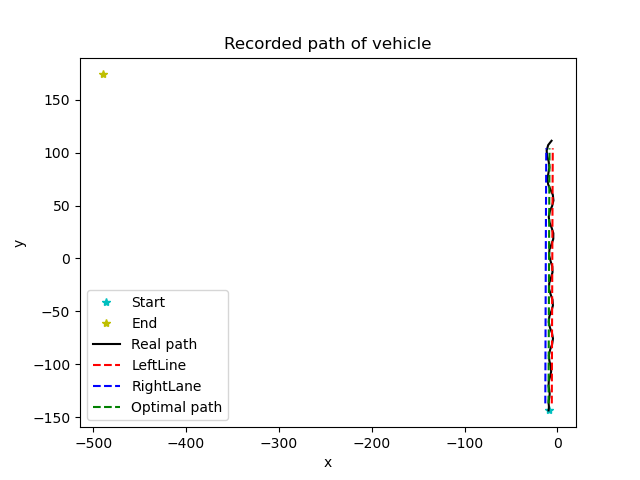 Recorded path of vehicle
150
100
50
0
−50
−100
−150
y
Start
End
Real path
LeftLine
RightLane
Optimal path
−500
−400
−300
−200
−100
0
x